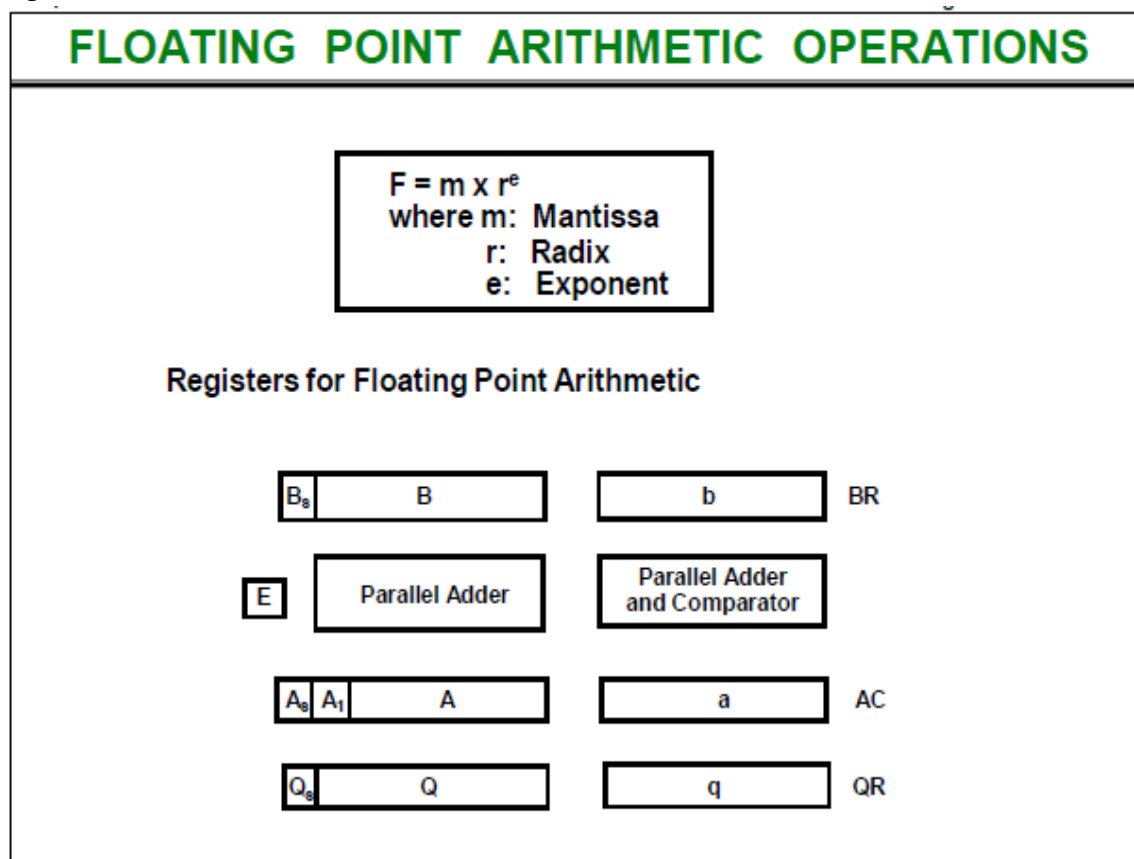 FLOATING POINT ARITHMETIC OPERATIONS
F = m x rᵉ
where m: Mantissa
r: Radix
e: Exponent
Registers for Floating Point Arithmetic
Bₛ B b BR
E Parallel Adder Parallel Adder
and Comparator
Aₛ A₁ A a AC
Qₛ Q q QR